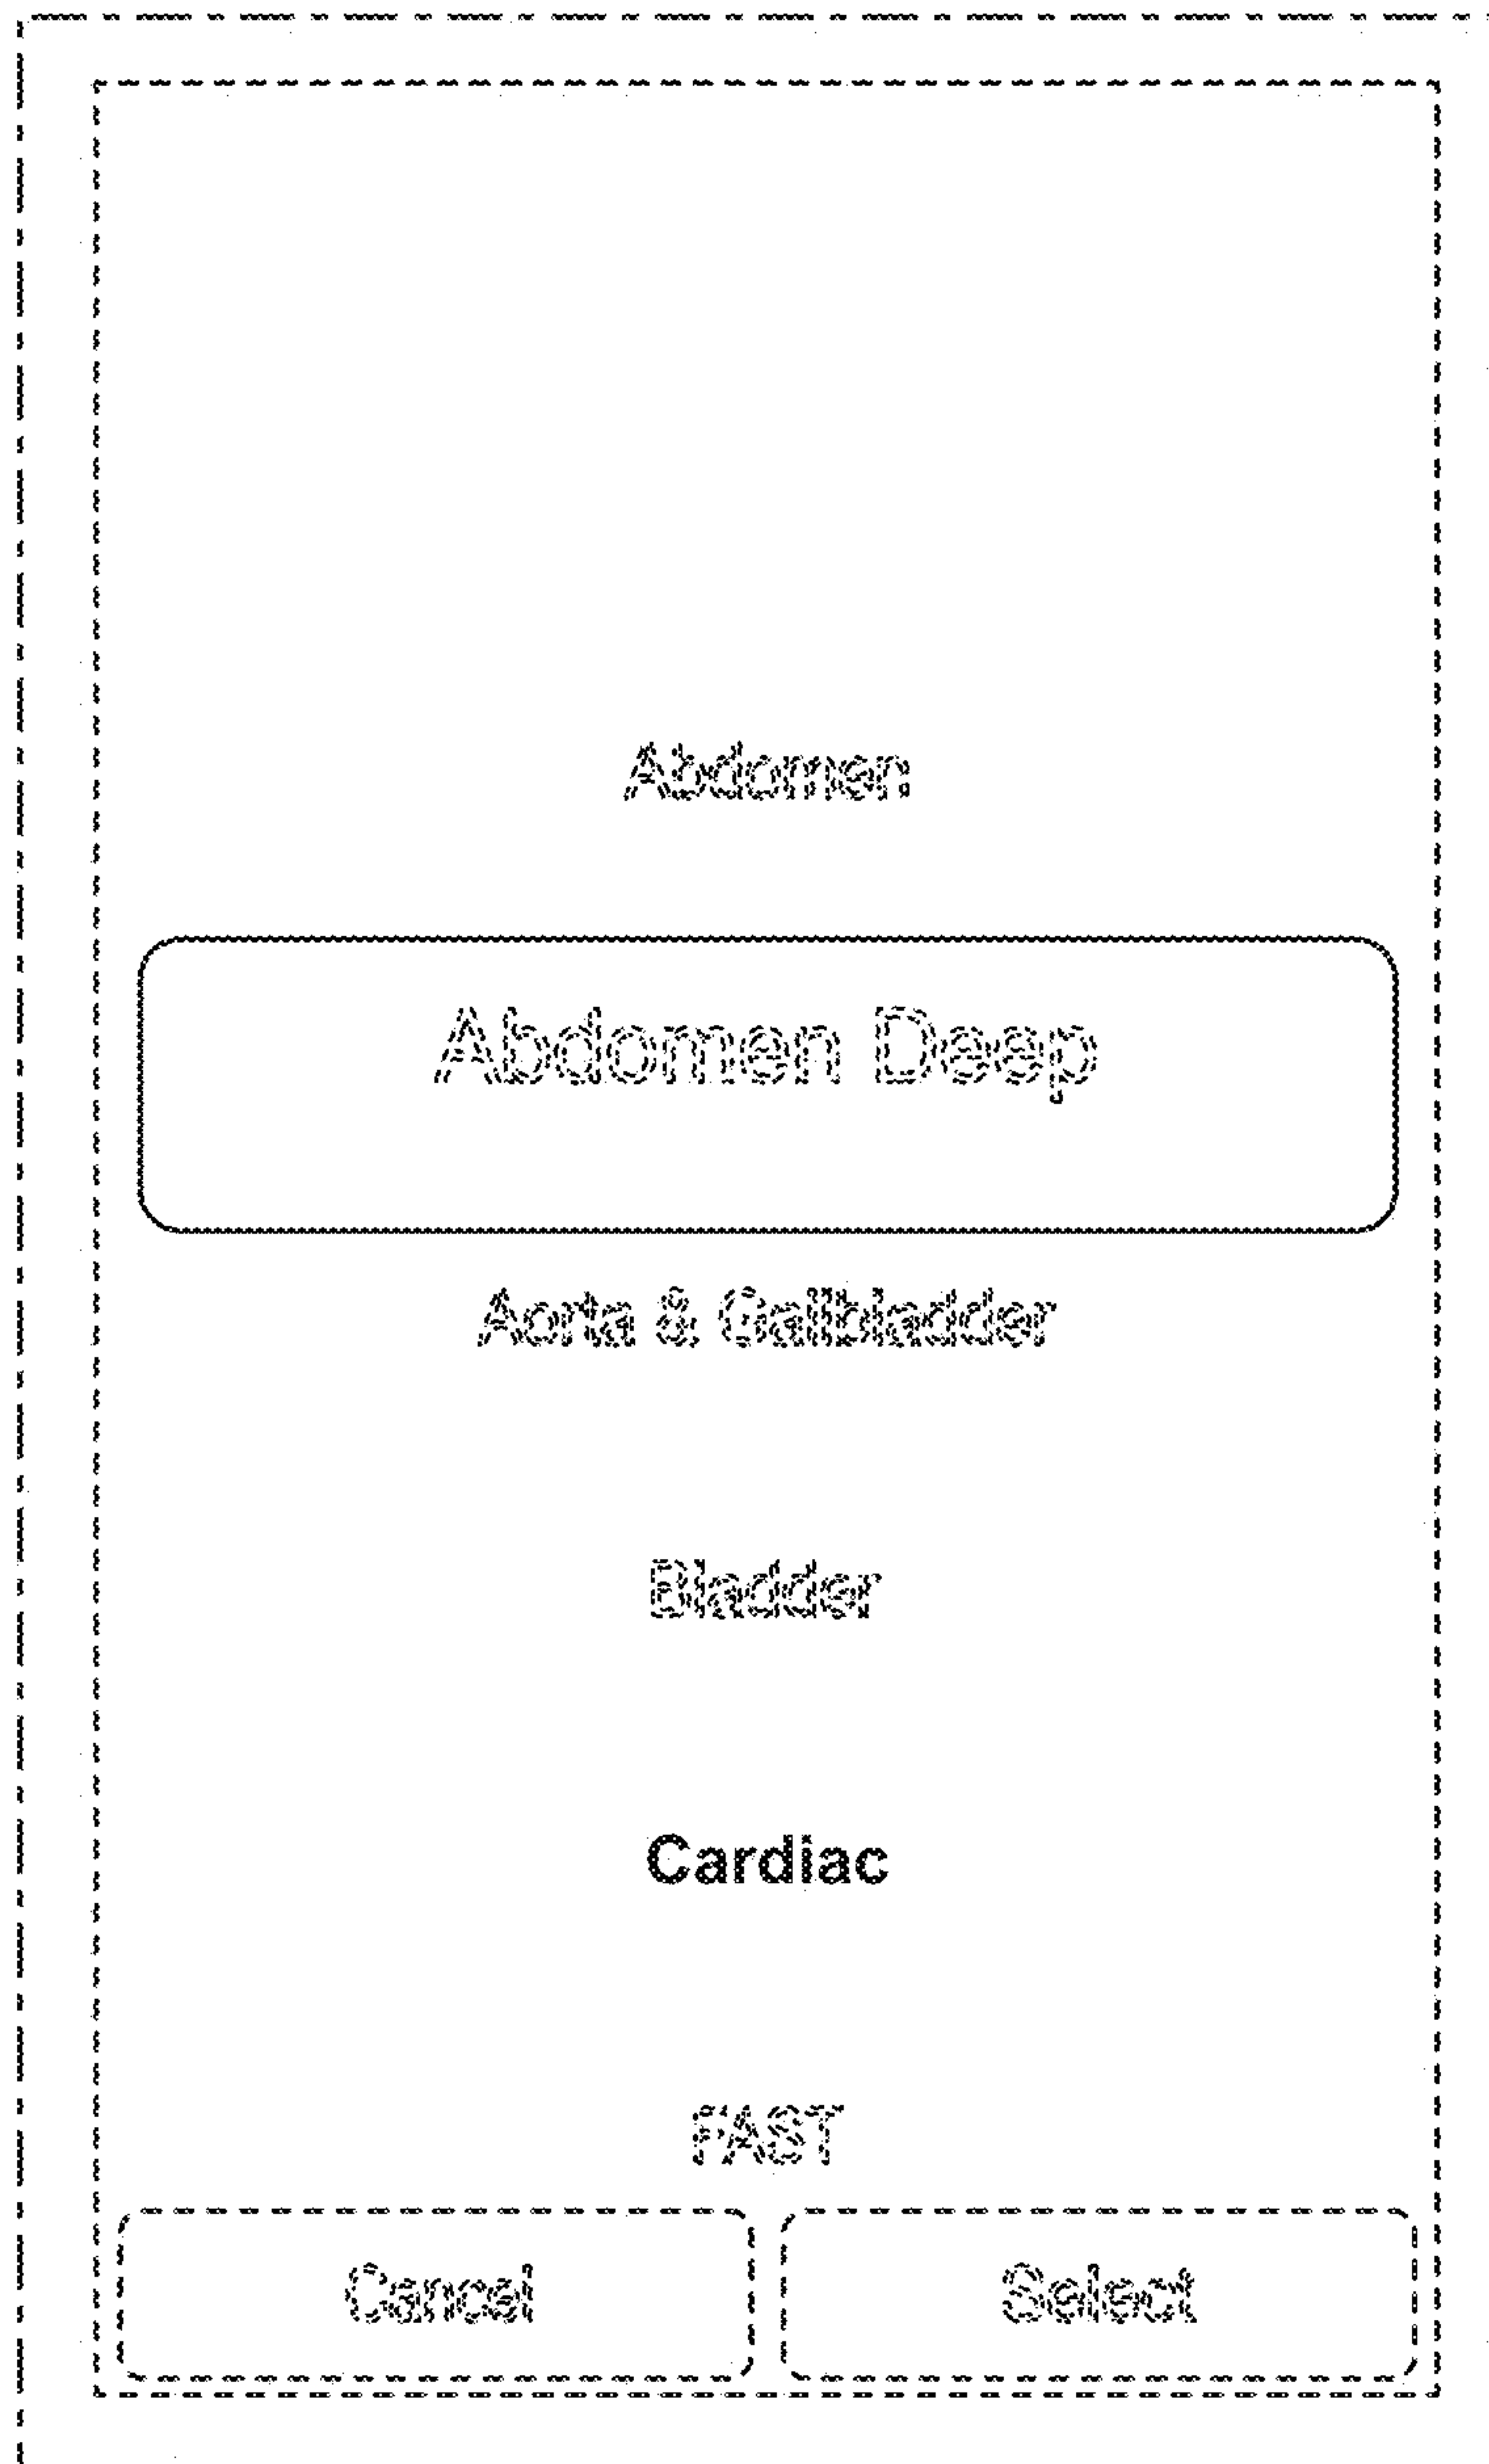 Abdomen
Abdomen Deep
Aorta & Gallbladder
Bladder
Cardiac
FAST
Cancel Select